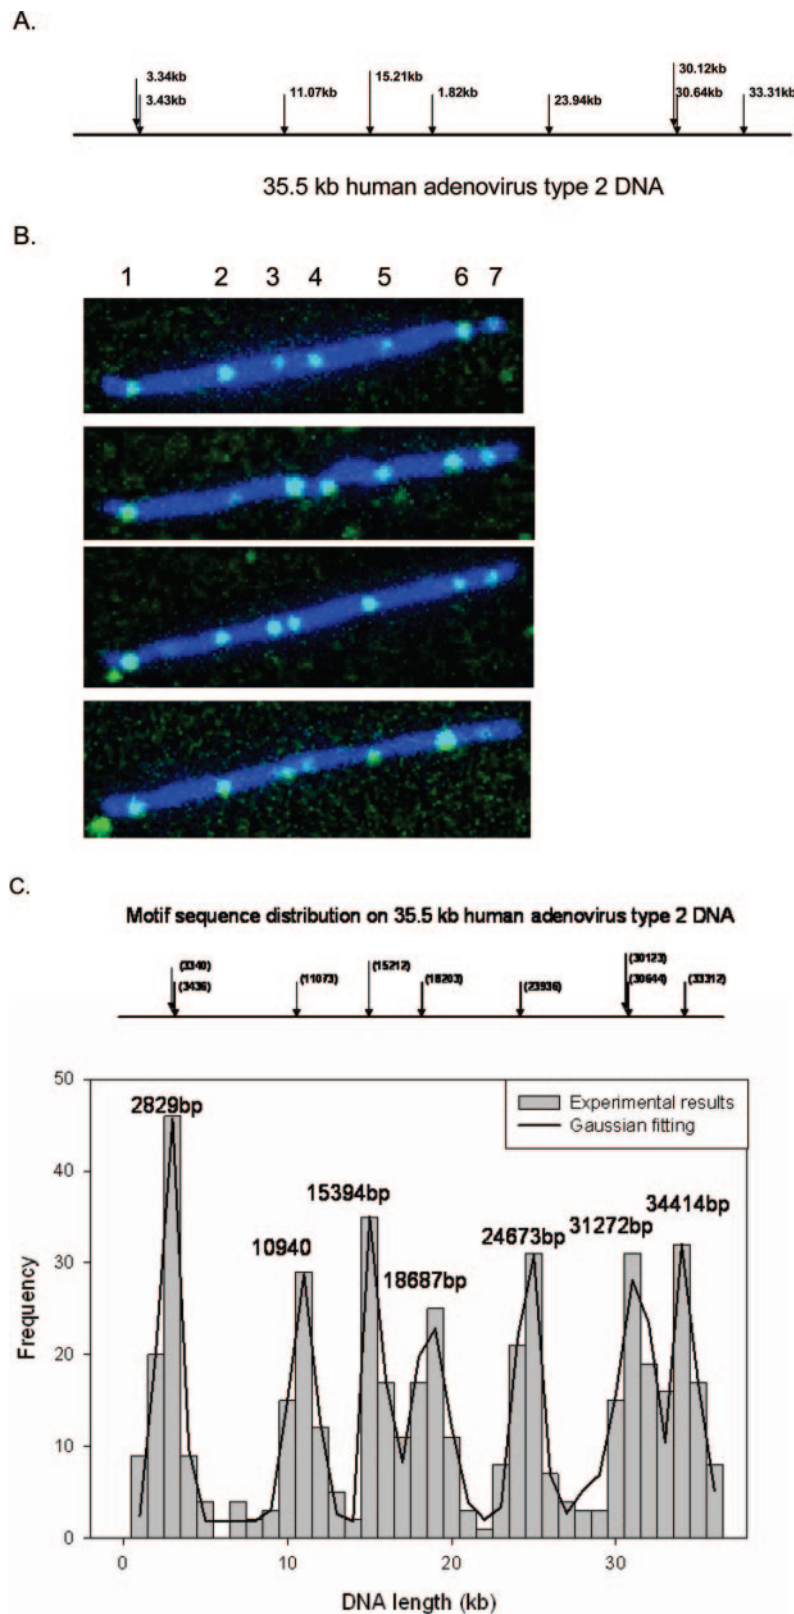 A.
3.34kb
3.43kb
11.07kb
15.21kb
1.82kb
23.94kb
30.12kb
30.64kb
33.31kb
35.5 kb human adenovirus type 2 DNA
B.
1 2 3 4 5 6 7
C.
Motif sequence distribution on 35.5 kb human adenovirus type 2 DNA
(3340)
(3436)
(11073)
(15212)
(18203)
(23936)
(30123)
(30644)
(33312)
50
40
30
20
10
0
Frequency
Experimental results
Gaussian fitting
2829bp
10940
15394bp
18687bp
24673bp
31272bp
34414bp
0 10 20 30
DNA length (kb)